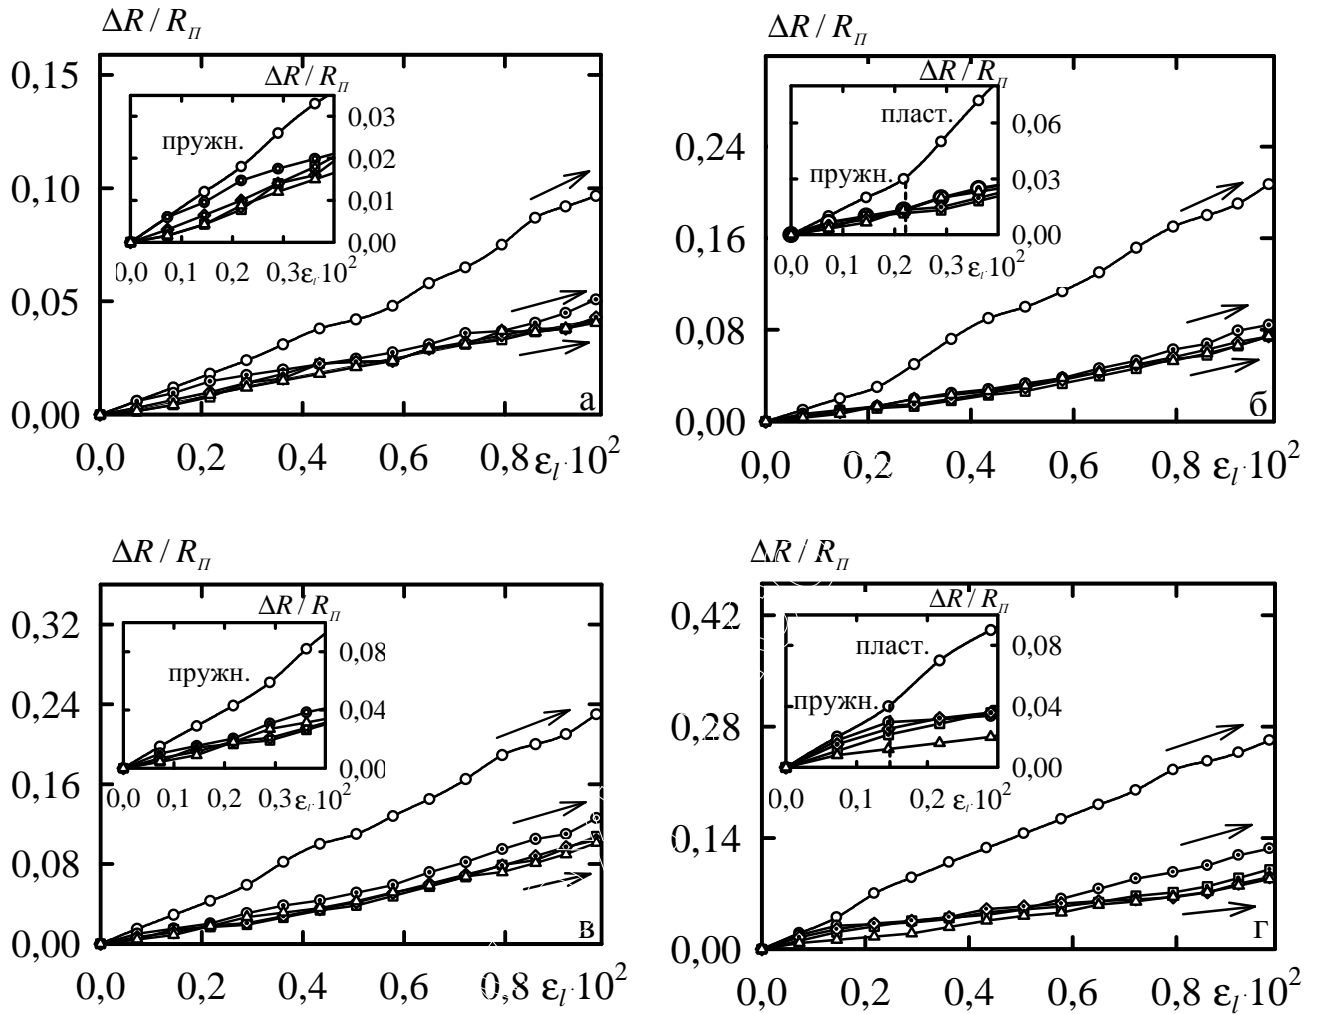 ΔR / R_П
0,15
0,10
0,05
0,00
0,0 0,2 0,4 0,6 0,8 ε_l·10²
ΔR / R_П
0,03
0,02
0,01
0,00
0,0 0,1 0,2 0,3 ε_l·10²
пружн.
а
ΔR / R_П
0,24
0,16
0,08
0,00
0,0 0,2 0,4 0,6 0,8 ε_l·10²
ΔR / R_П
0,06
0,03
0,00
0,0 0,1 0,2 0,3 ε_l·10²
пласт.
пружн.
б
ΔR / R_П
0,32
0,24
0,16
0,08
0,00
0,0 0,2 0,4 0,6 0,8 ε_l·10²
ΔR / R_П
0,08
0,04
0,00
0,0 0,1 0,2 0,3 ε_l·10²
пружн.
в
ΔR / R_П
0,42
0,28
0,14
0,00
0,0 0,2 0,4 0,6 0,8 ε_l·10²
ΔR / R_П
0,08
0,04
0,00
0,0 0,1 0,2 ε_l·10²
пласт.
пружн.
г